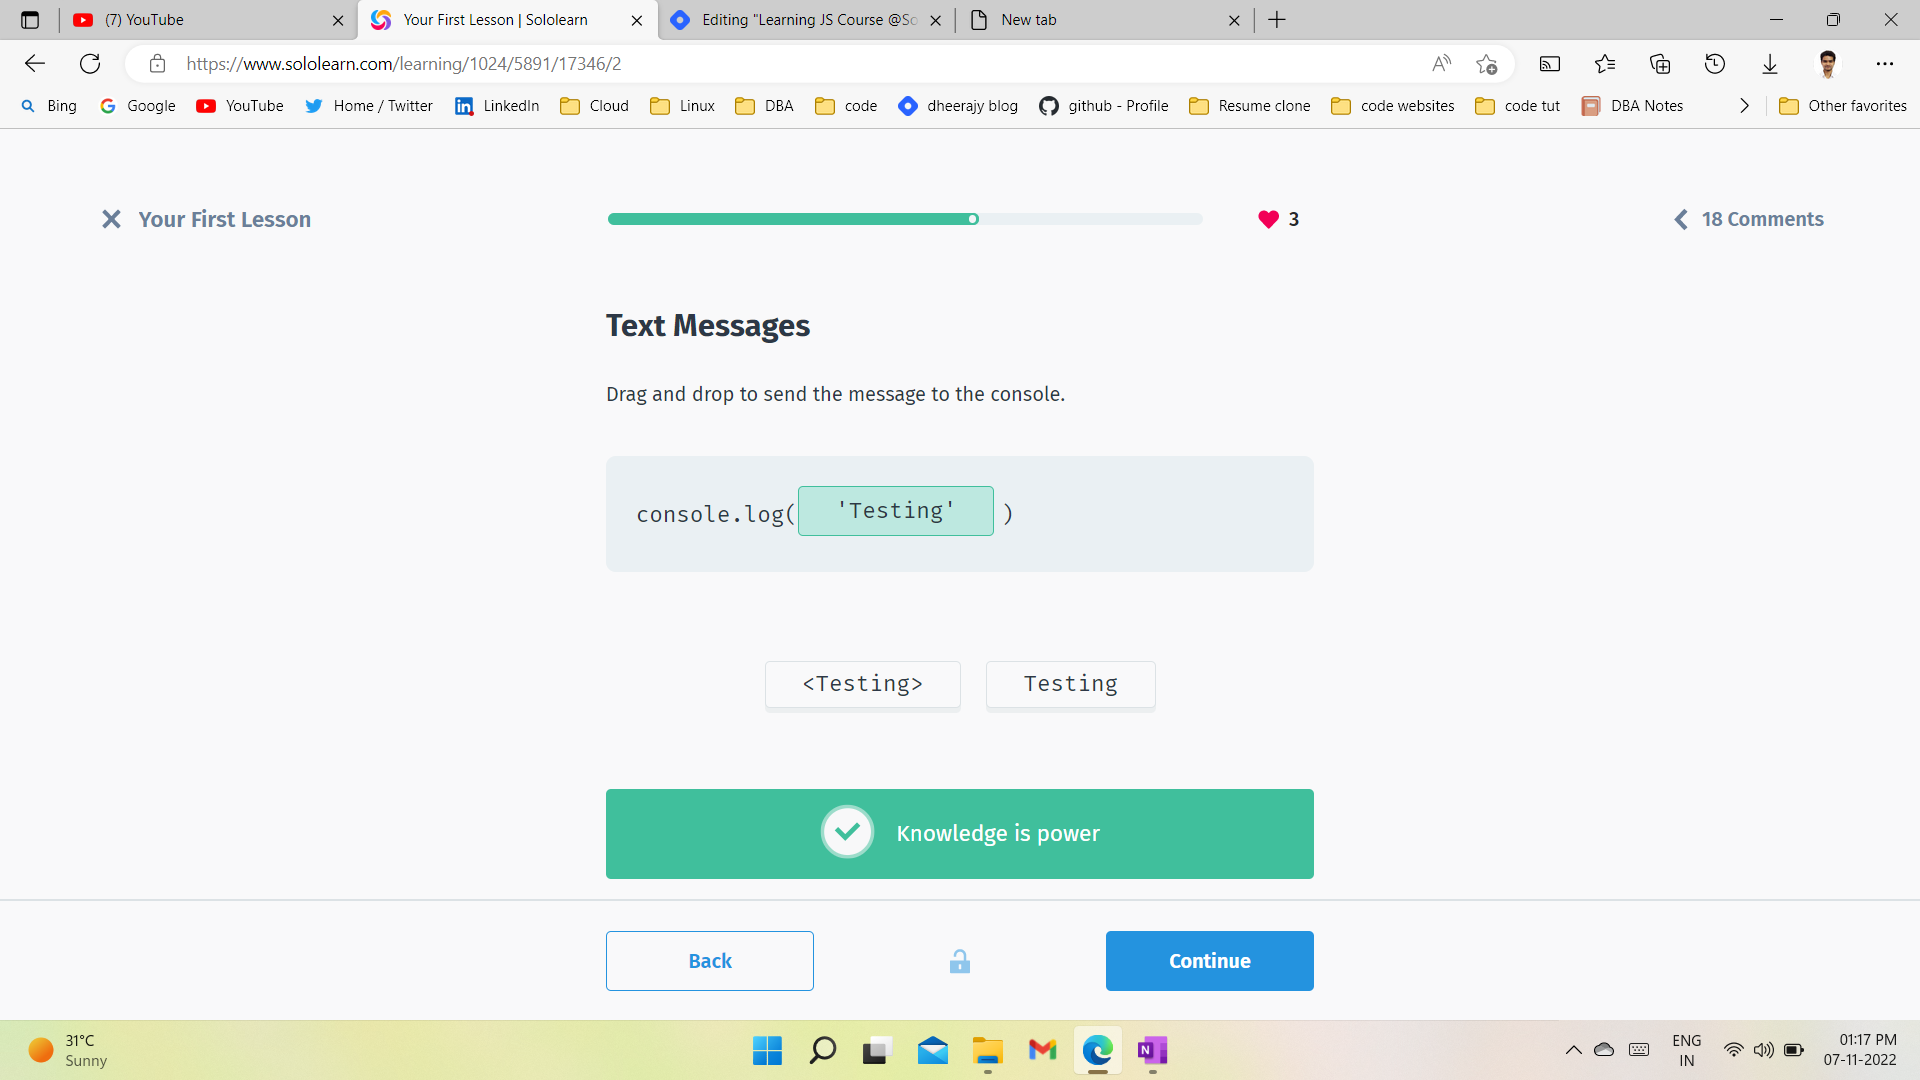 (7) YouTube
Your First Lesson | Sololearn
Editing "Learning JS Course @So
New tab
https://www.sololearn.com/learning/1024/5891/17346/2
Bing
Google
YouTube
Home / Twitter
LinkedIn
Cloud
Linux
DBA
code
dheerajy blog
github - Profile
Resume clone
code websites
code tut
DBA Notes
Other favorites
Your First Lesson
3
18 Comments
Text Messages
Drag and drop to send the message to the console.
console.log( 'Testing' )
<Testing>
Testing
Knowledge is power
Back
Continue
31°C
Sunny
ENG
IN
01:17 PM
07-11-2022